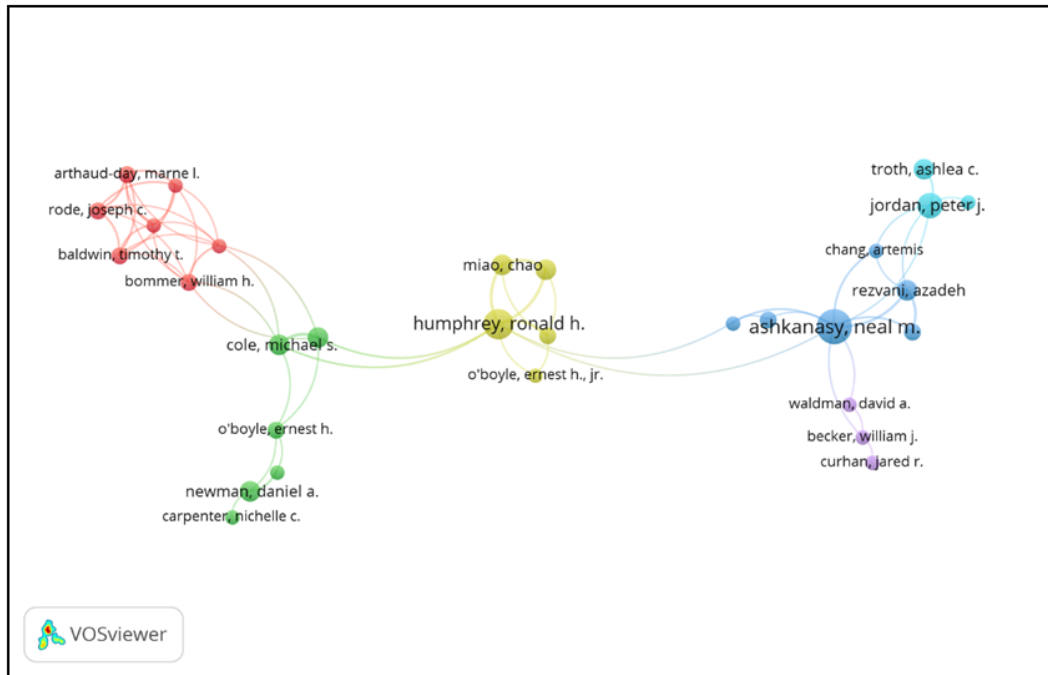 arthaud-day, marne l.
rode, joseph c.
baldwin, timothy t.
bommer, william h.
cole, michael s.
o'boyle, ernest h.
newman, daniel a.
carpenter, nichelle c.
miao, chao
humphrey, ronald h.
o'boyle, ernest h., jr.
troth, ashlea c.
jordan, peter j.
chang, artemis
rezvani, azadeh
ashkanasy, neal m.
waldman, david a.
becker, william j.
curhan, jared r.
VOSviewer